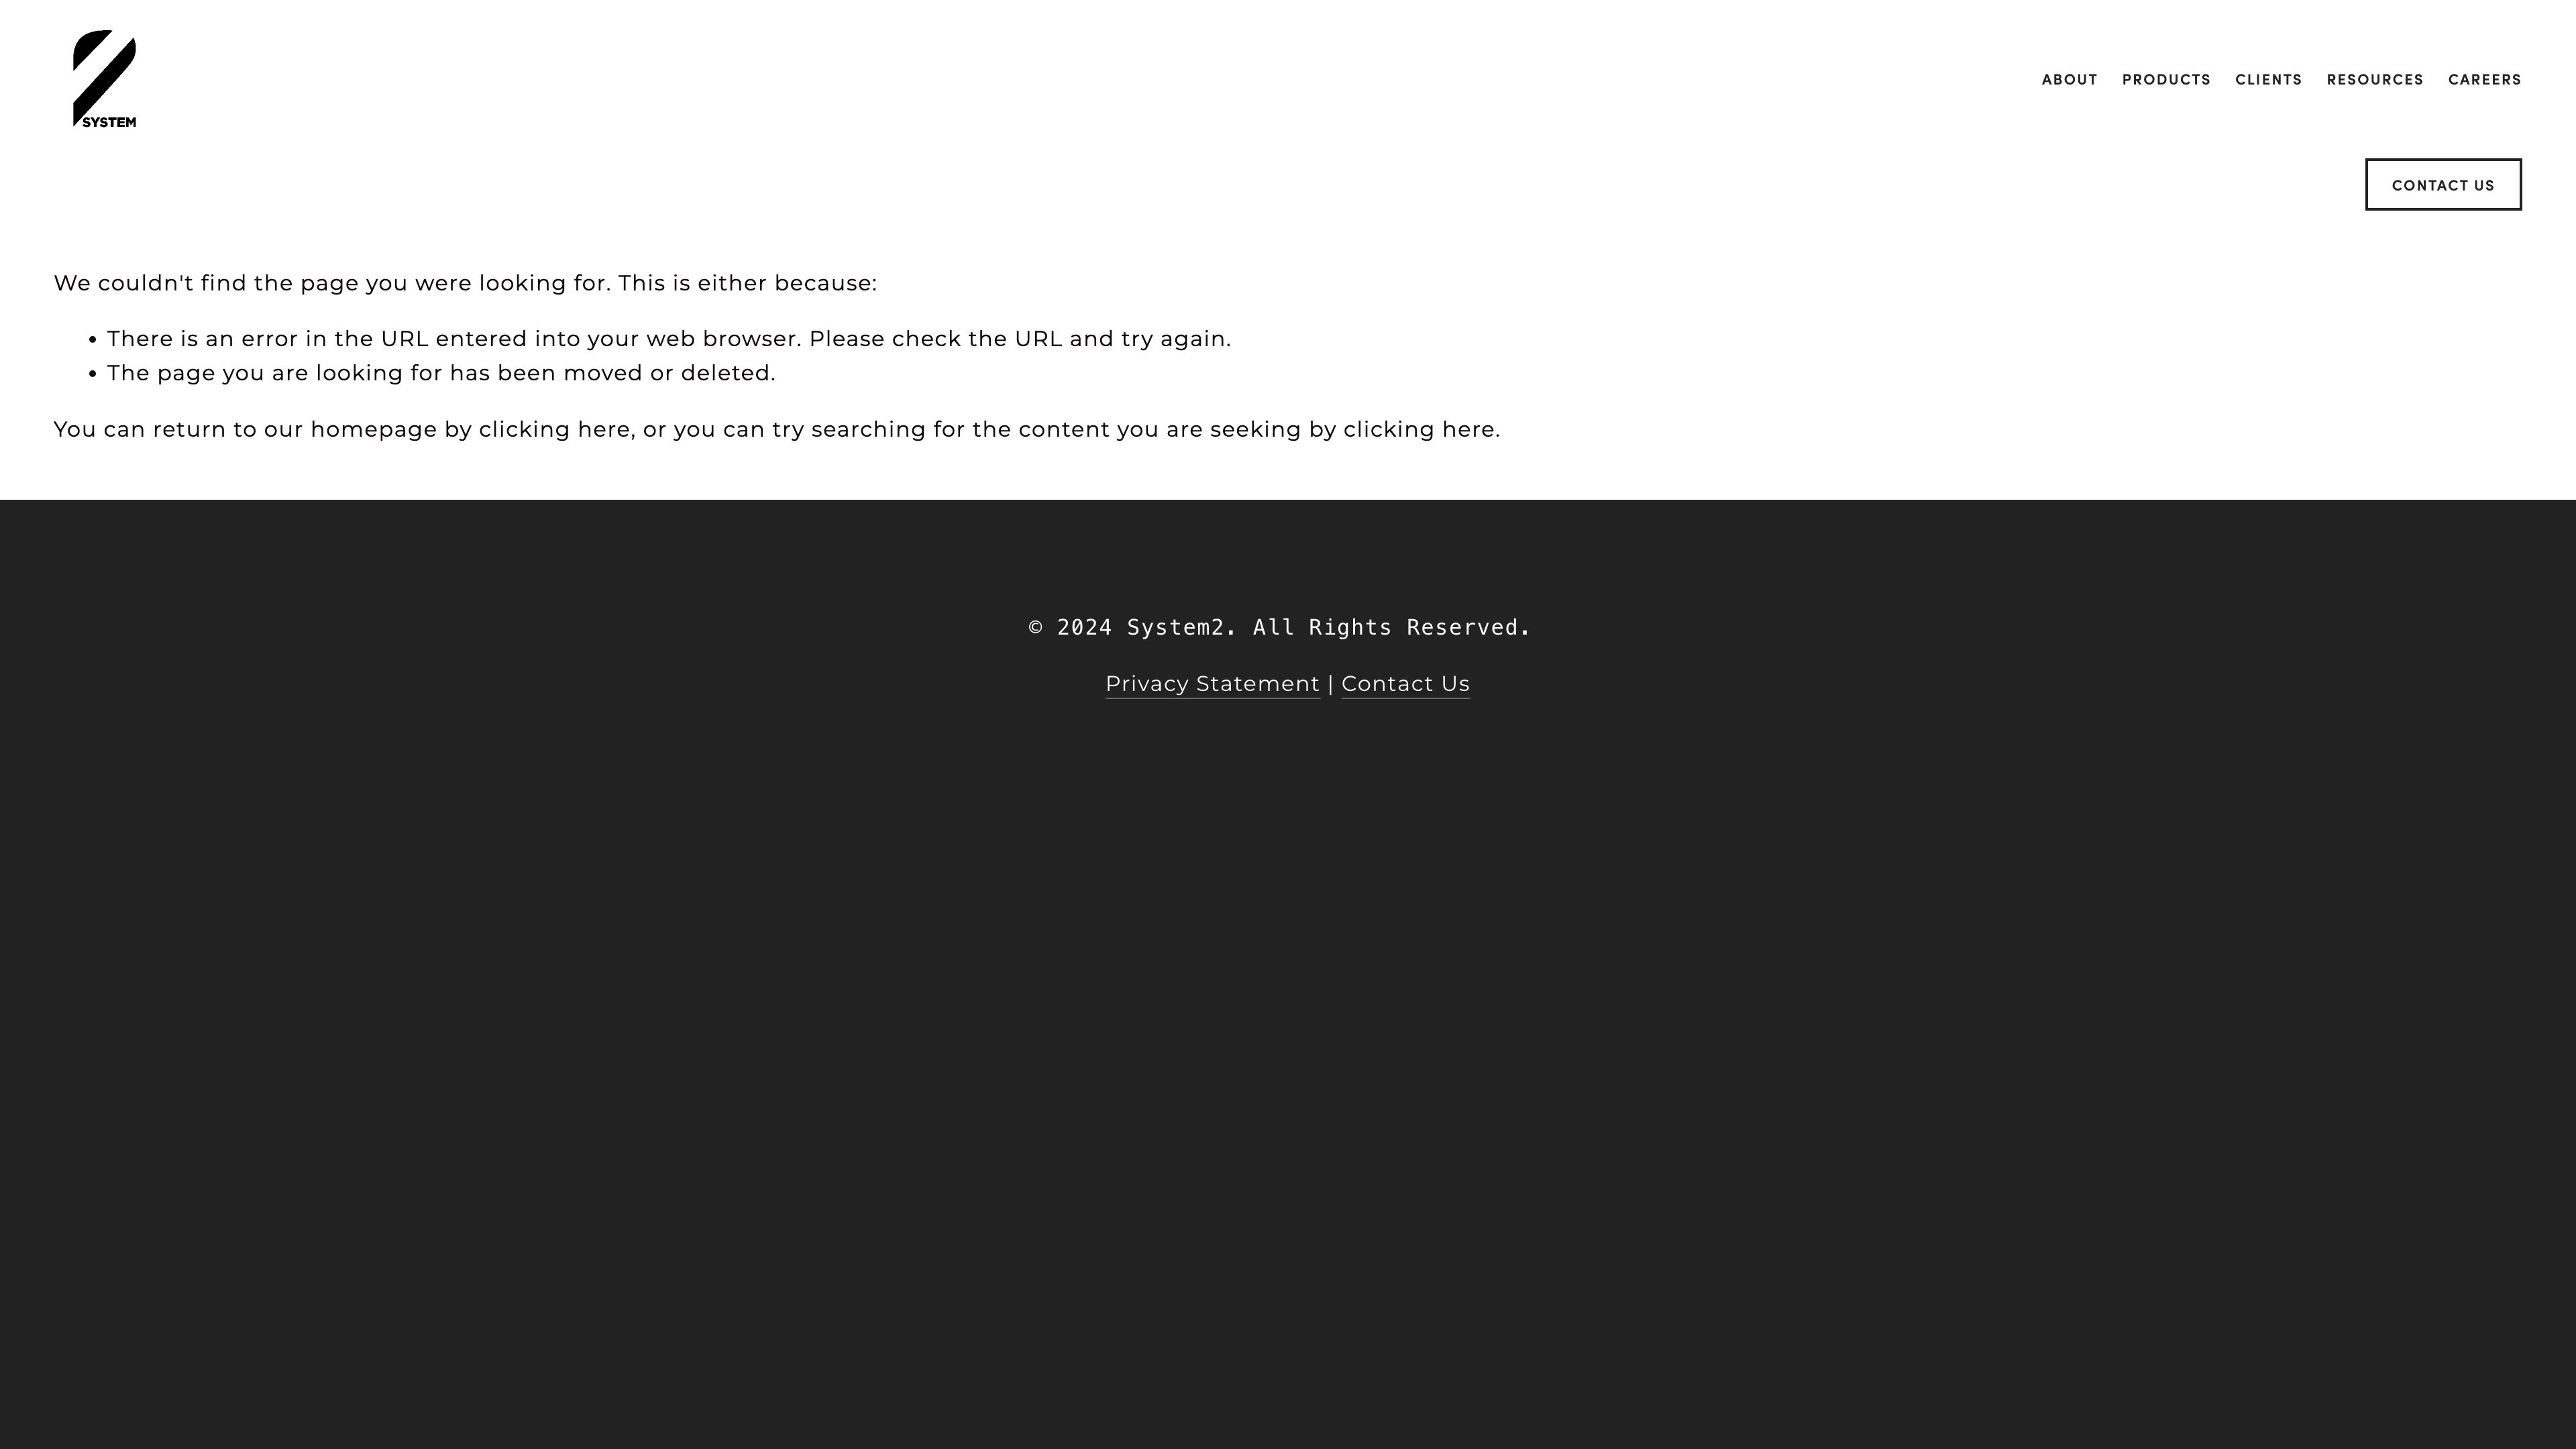 2
SYSTEM
ABOUT PRODUCTS CLIENTS RESOURCES CAREERS
CONTACT US
We couldn't find the page you were looking for. This is either because:
• There is an error in the URL entered into your web browser. Please check the URL and try again.
• The page you are looking for has been moved or deleted.
You can return to our homepage by clicking here, or you can try searching for the content you are seeking by clicking here.
© 2024 System2. All Rights Reserved.
Privacy Statement | Contact Us